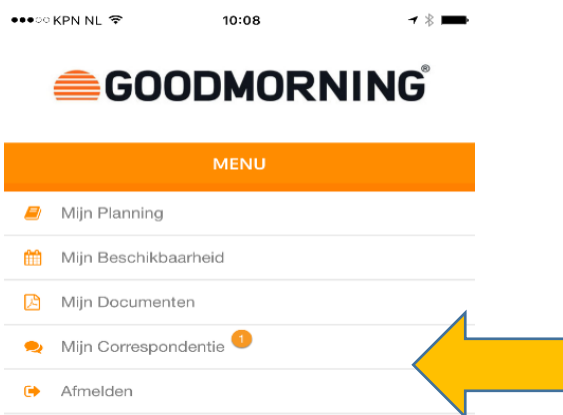 KPN NL 10:08
GOODMORNING®
MENU
Mijn Planning
Mijn Beschikbaarheid
Mijn Documenten
Mijn Correspondentie 1
Afmelden